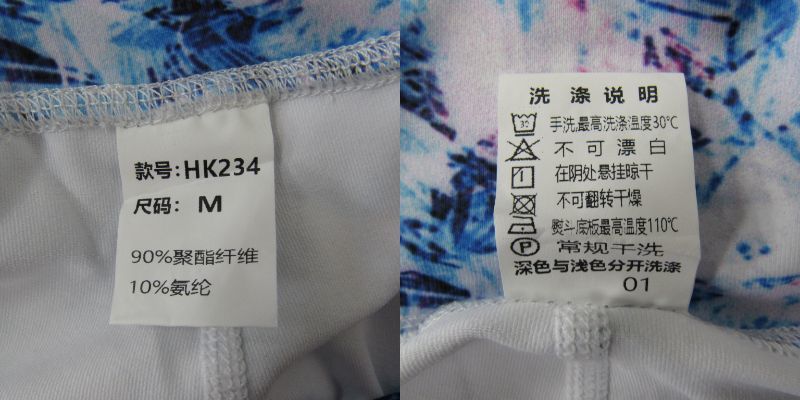 款号:HK234
尺码: M
90%聚酯纤维
10%氨纶
洗涤说明
30 手洗,最高洗涤温度30℃
不可漂白
在阴处悬挂晾干
不可翻转干燥
熨斗底板最高温度110℃
P 常规干洗
深色与浅色分开洗涤
01